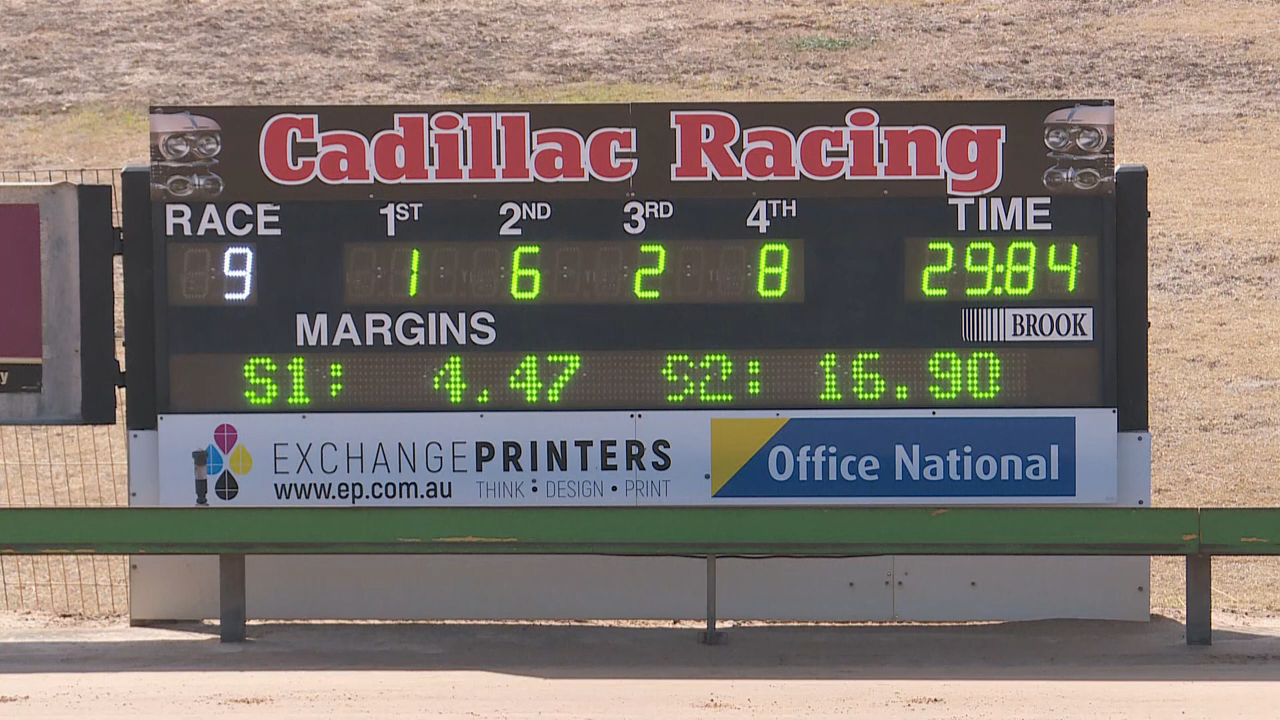 Cadillac Racing
RACE 1ST 2ND 3RD 4TH TIME
9 1 6 2 8 29:84
MARGINS BROOK
S1: 4.47 S2: 16.90
EXCHANGEPRINTERS
www.ep.com.au THINK • DESIGN • PRINT
Office National